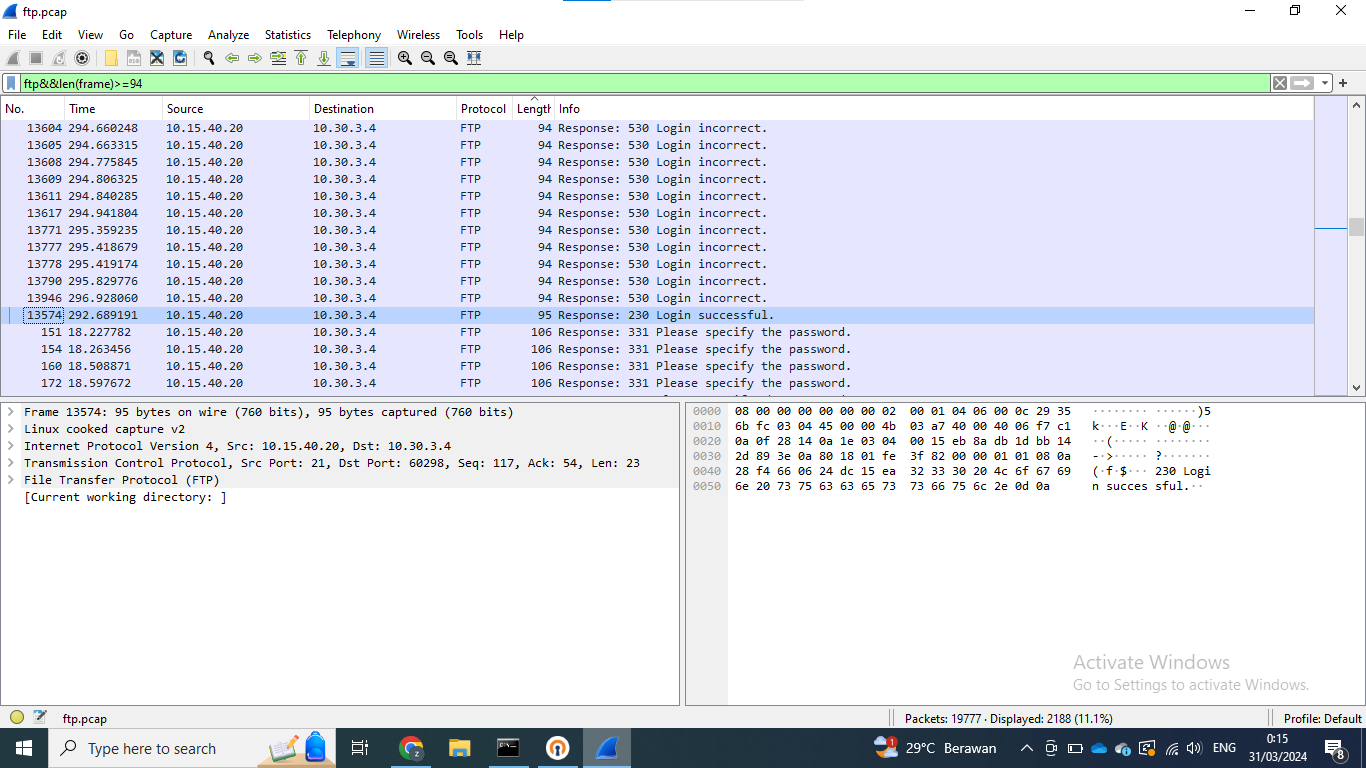 ftp.pcap
File Edit View Go Capture Analyze Statistics Telephony Wireless Tools Help
ftp&&len(frame)>=94
No. Time Source Destination Protocol Length Info
13604 294.660248 10.15.40.20 10.30.3.4 FTP 94 Response: 530 Login incorrect.
13605 294.663315 10.15.40.20 10.30.3.4 FTP 94 Response: 530 Login incorrect.
13608 294.775845 10.15.40.20 10.30.3.4 FTP 94 Response: 530 Login incorrect.
13609 294.806325 10.15.40.20 10.30.3.4 FTP 94 Response: 530 Login incorrect.
13611 294.840285 10.15.40.20 10.30.3.4 FTP 94 Response: 530 Login incorrect.
13617 294.941804 10.15.40.20 10.30.3.4 FTP 94 Response: 530 Login incorrect.
13771 295.359235 10.15.40.20 10.30.3.4 FTP 94 Response: 530 Login incorrect.
13777 295.418679 10.15.40.20 10.30.3.4 FTP 94 Response: 530 Login incorrect.
13778 295.419174 10.15.40.20 10.30.3.4 FTP 94 Response: 530 Login incorrect.
13790 295.829776 10.15.40.20 10.30.3.4 FTP 94 Response: 530 Login incorrect.
13946 296.928060 10.15.40.20 10.30.3.4 FTP 94 Response: 530 Login incorrect.
13574 292.689191 10.15.40.20 10.30.3.4 FTP 95 Response: 230 Login successful.
151 18.227782 10.15.40.20 10.30.3.4 FTP 106 Response: 331 Please specify the password.
154 18.263456 10.15.40.20 10.30.3.4 FTP 106 Response: 331 Please specify the password.
160 18.508871 10.15.40.20 10.30.3.4 FTP 106 Response: 331 Please specify the password.
172 18.597672 10.15.40.20 10.30.3.4 FTP 106 Response: 331 Please specify the password.
Frame 13574: 95 bytes on wire (760 bits), 95 bytes captured (760 bits)
Linux cooked capture v2
Internet Protocol Version 4, Src: 10.15.40.20, Dst: 10.30.3.4
Transmission Control Protocol, Src Port: 21, Dst Port: 60298, Seq: 117, Ack: 54, Len: 23
File Transfer Protocol (FTP)
[Current working directory: ]
0000 08 00 00 00 00 00 00 02 00 01 04 06 00 0c 29 35 ········ ······)5
0010 6b fc 03 04 45 00 00 4b 03 a7 40 00 40 06 f7 c1 k···E··K ··@·@···
0020 0a 0f 28 14 0a 1e 03 04 00 15 eb 8a db 1d bb 14 ··(····· ········
0030 2d 89 3e 0a 80 18 01 fe 3f 82 00 00 01 01 08 0a -·>····· ?·······
0040 28 f4 66 06 24 dc 15 ea 32 33 30 20 4c 6f 67 69 (·f·$··· 230 Logi
0050 6e 20 73 75 63 63 65 73 73 66 75 6c 2e 0d 0a n succes sful.··
Activate Windows
Go to Settings to activate Windows.
ftp.pcap Packets: 19777 · Displayed: 2188 (11.1%) Profile: Default
Type here to search 1 29°C Berawan ENG 0:15 8
31/03/2024